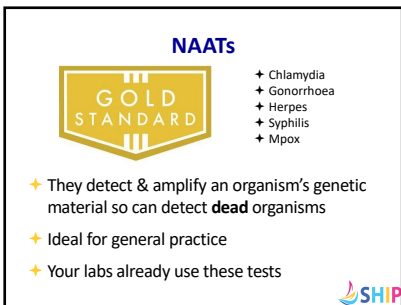 NAATs
GOLD
STANDARD
Chlamydia
Gonorrhoea
Herpes
Syphilis
Mpox
They detect & amplify an organism's genetic
material so can detect dead organisms
Ideal for general practice
Your labs already use these tests
SHIP